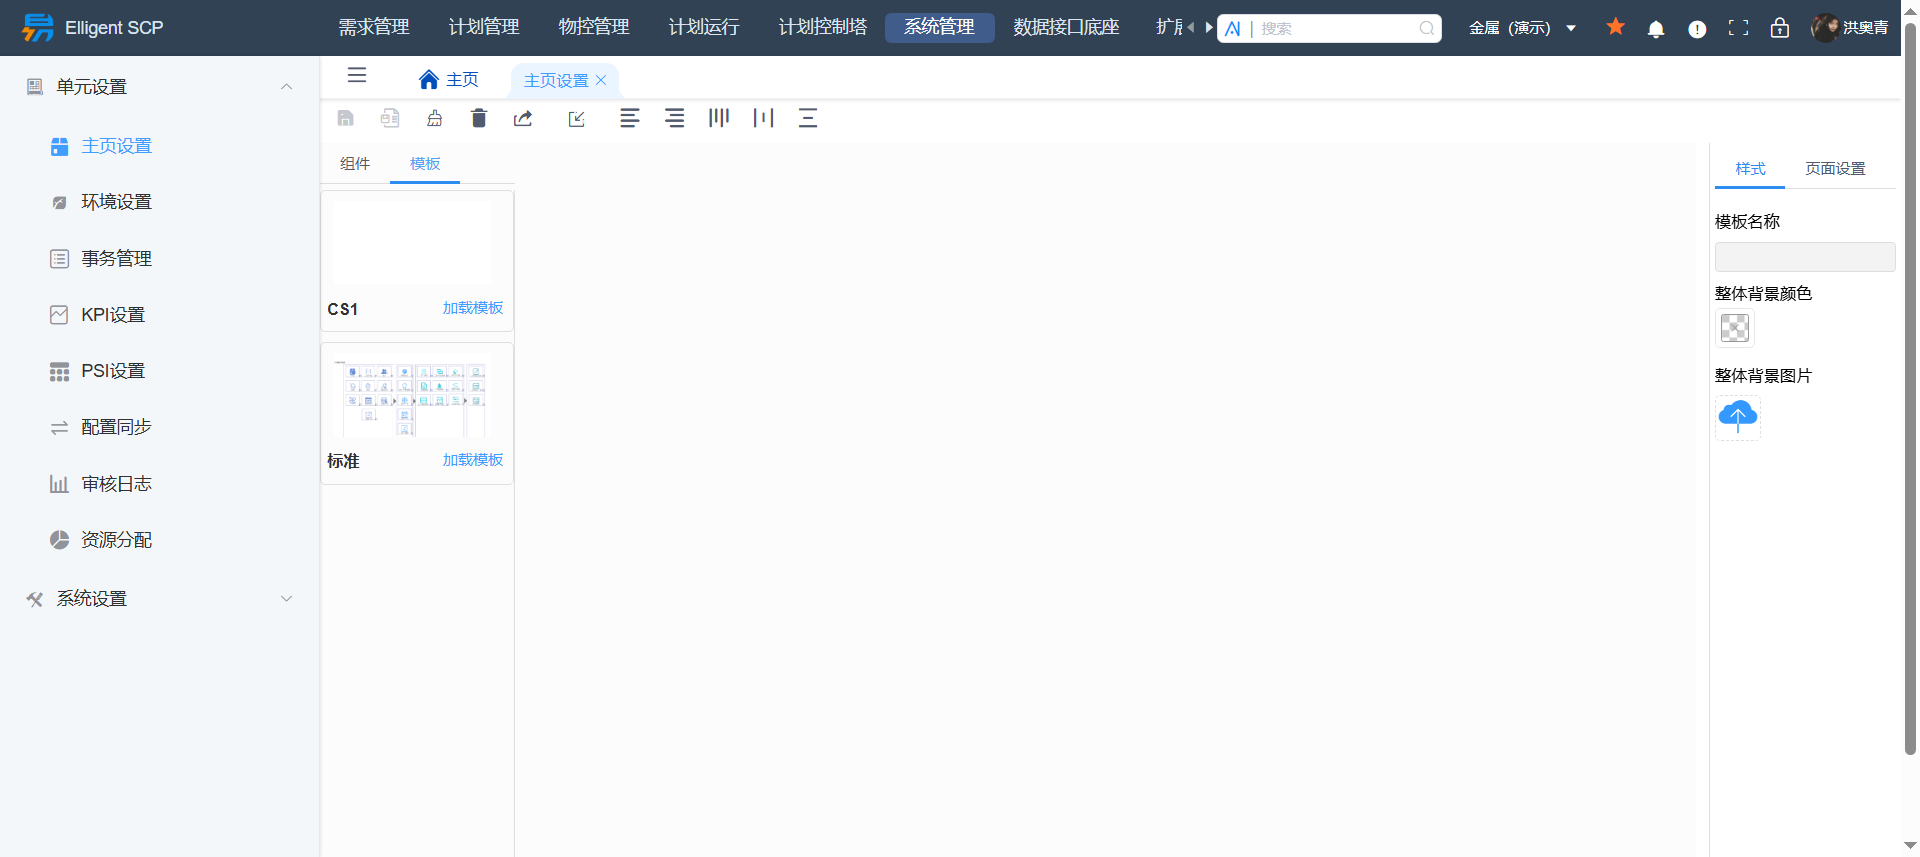 Elligent SCP
需求管理
计划管理
物控管理
计划运行
计划控制塔
系统管理
数据接口底座
扩
AI | 搜索
金属（演示）
洪奥青
单元设置
主页设置
环境设置
事务管理
KPI设置
PSI设置
配置同步
审核日志
资源分配
系统设置
主页
主页设置
组件
模板
CS1
加载模板
标准
加载模板
样式
页面设置
模板名称
整体背景颜色
整体背景图片